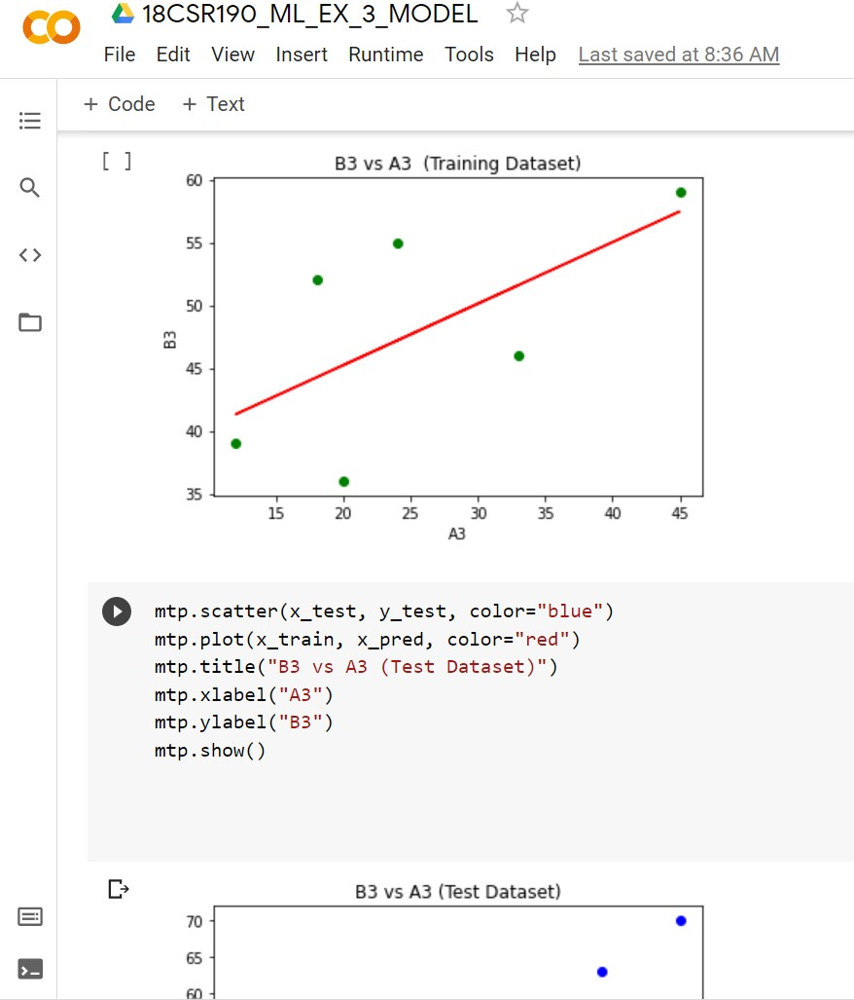 18CSR190_ML_EX_3_MODEL
File Edit View Insert Runtime Tools Help Last saved at 8:36 AM
+ Code + Text
[ ]
B3 vs A3 (Training Dataset)
60
55
50
45
40
35
B3
15 20 25 30 35 40 45
A3
mtp.scatter(x_test, y_test, color="blue")
mtp.plot(x_train, x_pred, color="red")
mtp.title("B3 vs A3 (Test Dataset)")
mtp.xlabel("A3")
mtp.ylabel("B3")
mtp.show()
B3 vs A3 (Test Dataset)
70
65
60